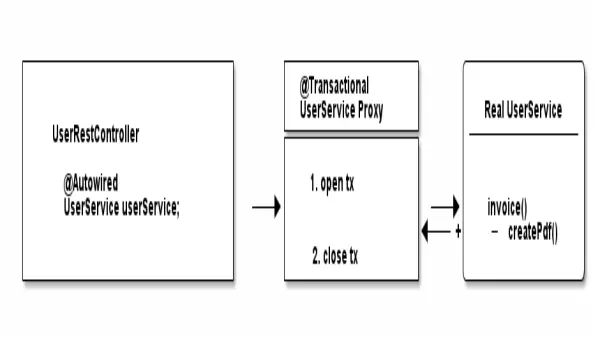 UserRestController
@Autowired
UserService userService;
@Transactional
UserService Proxy
1. open tx
2. close tx
Real UserService
invoice()
– createPdf()